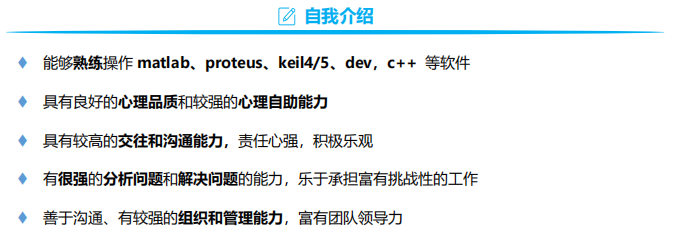 自我介绍
能够熟练操作 matlab、proteus、keil4/5、dev，c++ 等软件
具有良好的心理品质和较强的心理自助能力
具有较高的交往和沟通能力，责任心强，积极乐观
有很强的分析问题和解决问题的能力，乐于承担富有挑战性的工作
善于沟通、有较强的组织和管理能力，富有团队领导力